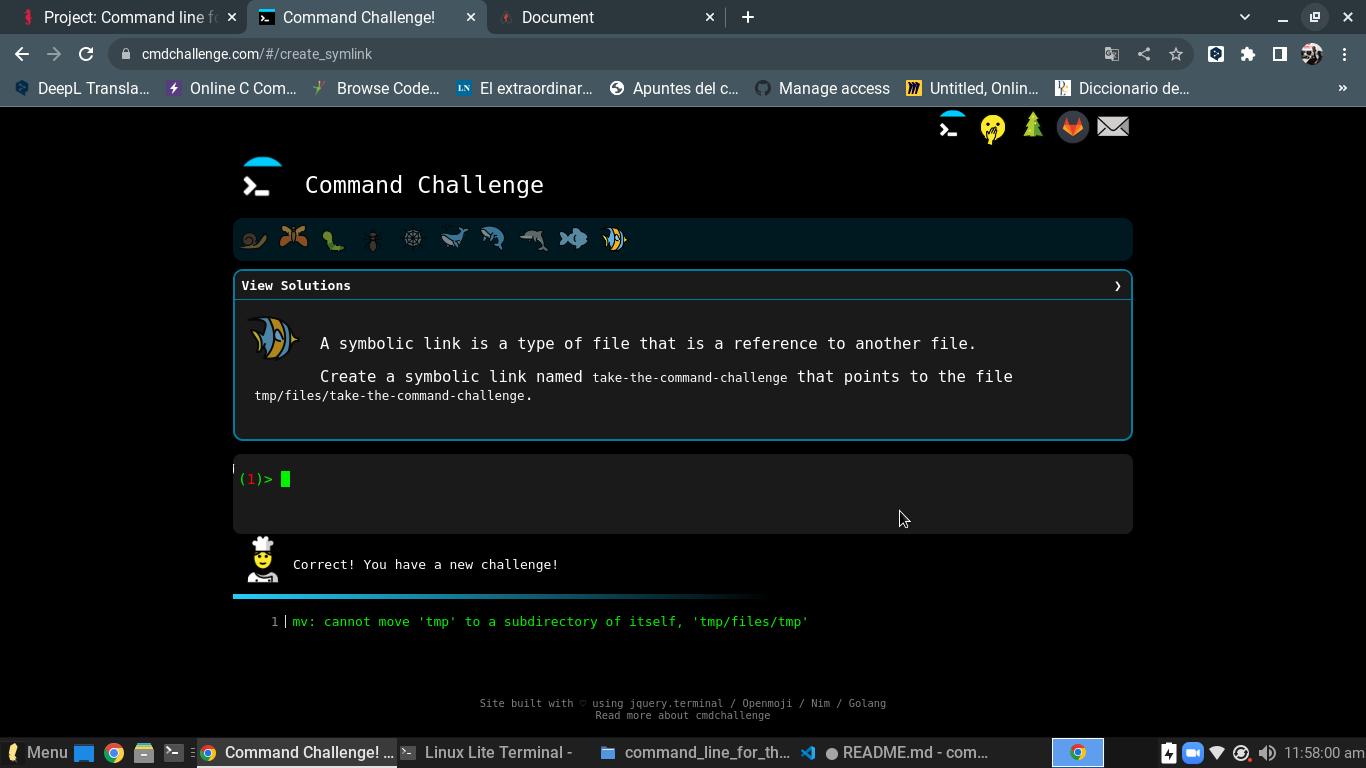 Project: Command line f
Command Challenge!
Document
cmdchallenge.com/#/create_symlink
DeepL Transla...
Online C Com...
Browse Code...
LN
El extraordinar...
Apuntes del c...
Manage access
Untitled, Onlin...
Diccionario de...
»
Command Challenge
View Solutions
❯
A symbolic link is a type of file that is a reference to another file.
Create a symbolic link named take-the-command-challenge that points to the file
tmp/files/take-the-command-challenge.
(1)>
Correct! You have a new challenge!
1 mv: cannot move 'tmp' to a subdirectory of itself, 'tmp/files/tmp'
Site built with ♡ using jquery.terminal / Openmoji / Nim / Golang
Read more about cmdchallenge
Menu
Command Challenge! ...
Linux Lite Terminal -
command_line_for_th...
● README.md - com...
11:58:00 am